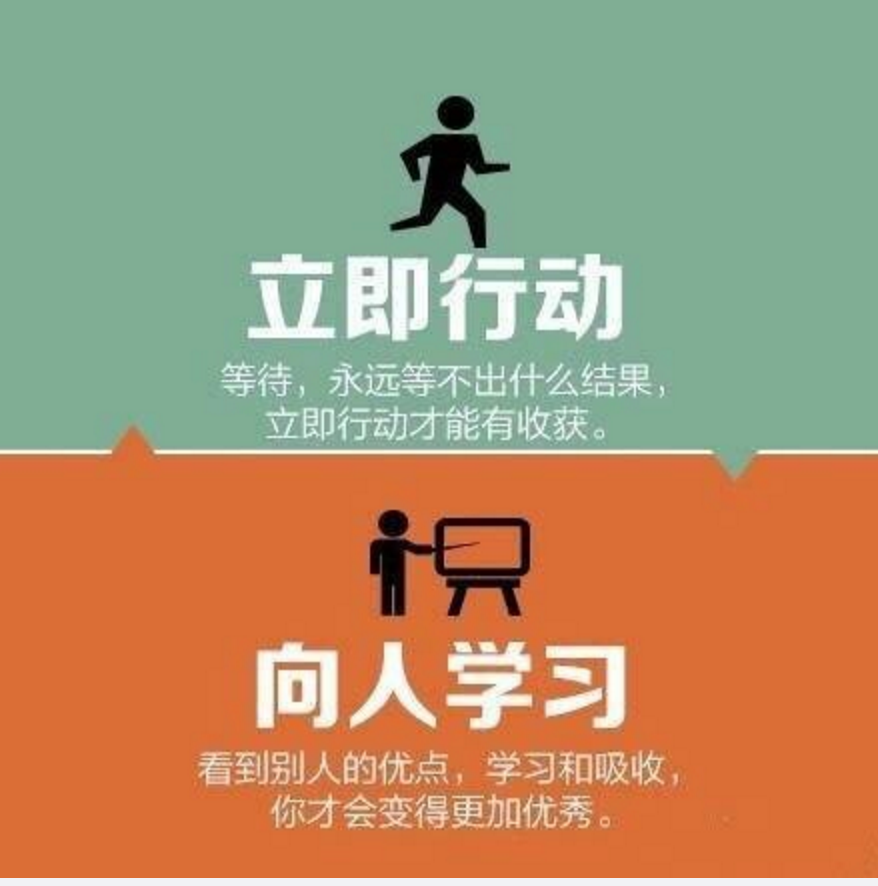 立即行动
等待，永远等不出什么结果，
立即行动才能有收获。
向人学习
看到别人的优点，学习和吸收，
你才会变得更加优秀。